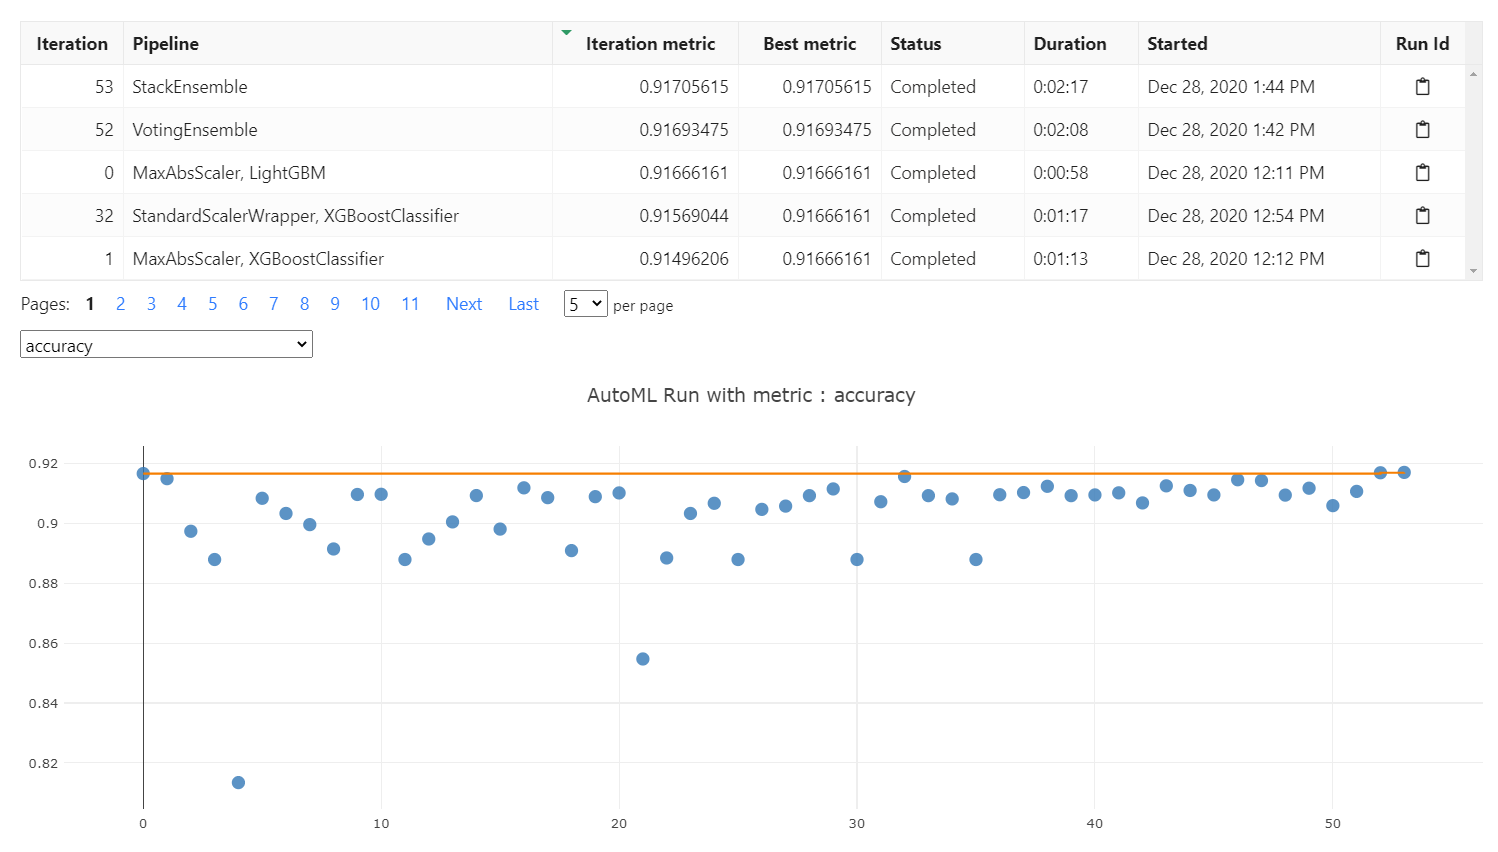 Iteration Pipeline Iteration metric Best metric Status Duration Started Run Id
53 StackEnsemble 0.91705615 0.91705615 Completed 0:02:17 Dec 28, 2020 1:44 PM
52 VotingEnsemble 0.91693475 0.91693475 Completed 0:02:08 Dec 28, 2020 1:42 PM
0 MaxAbsScaler, LightGBM 0.91666161 0.91666161 Completed 0:00:58 Dec 28, 2020 12:11 PM
32 StandardScalerWrapper, XGBoostClassifier 0.91569044 0.91666161 Completed 0:01:17 Dec 28, 2020 12:54 PM
1 MaxAbsScaler, XGBoostClassifier 0.91496206 0.91666161 Completed 0:01:13 Dec 28, 2020 12:12 PM
Pages: 1 2 3 4 5 6 7 8 9 10 11 Next Last 5 per page
accuracy
AutoML Run with metric : accuracy
0.92
0.9
0.88
0.86
0.84
0.82
0 10 20 30 40 50